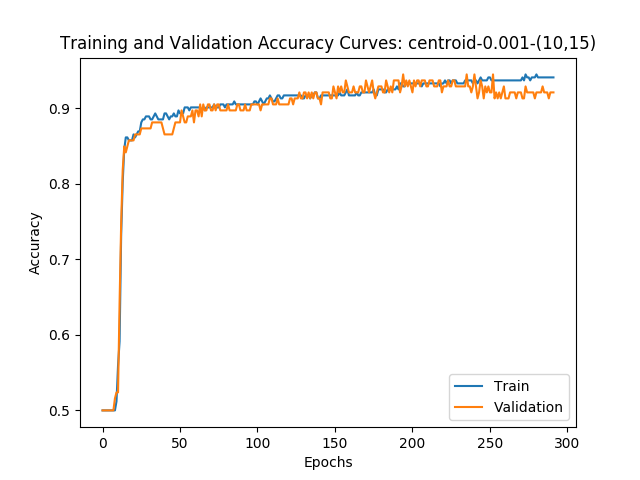 Training and Validation Accuracy Curves: centroid-0.001-(10,15)
Accuracy
0.9
0.8
0.7
0.6
0.5
Train
Validation
0 50 100 150 200 250 300
Epochs